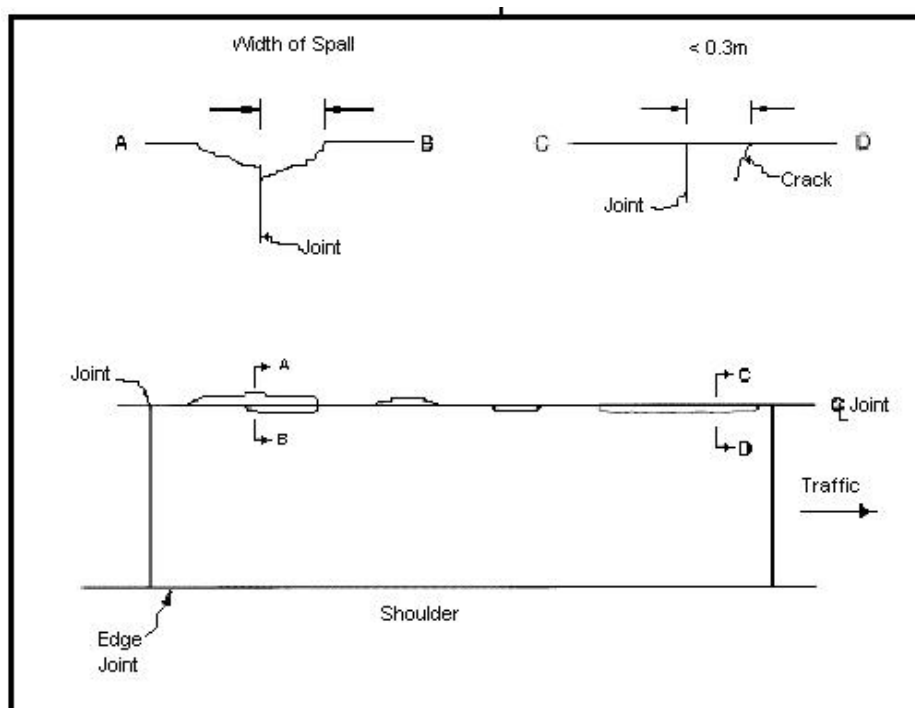 Width of Spall
< 0.3m
A
B
C
D
Crack
Joint
Joint
A
C
Joint
℄ Joint
B
D
Traffic
Shoulder
Edge
Joint